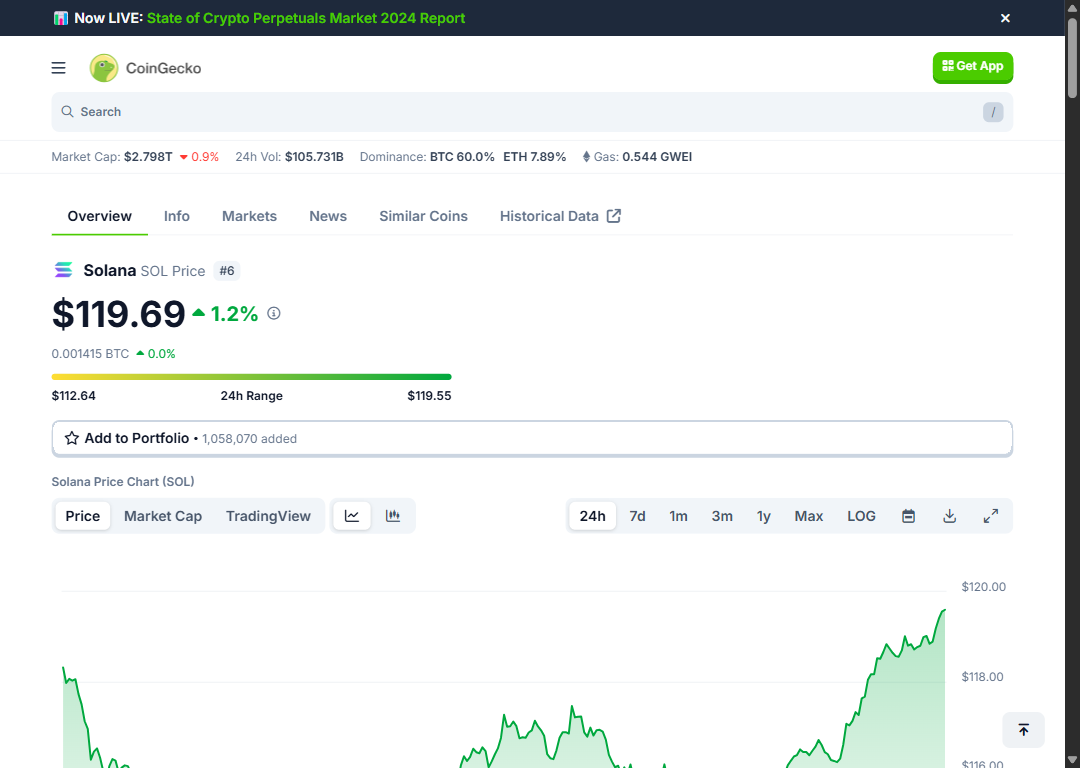 Now LIVE: State of Crypto Perpetuals Market 2024 Report
CoinGecko
Get App
Search /
Market Cap: $2.798T 0.9% 24h Vol: $105.731B Dominance: BTC 60.0% ETH 7.89% Gas: 0.544 GWEI
Overview Info Markets News Similar Coins Historical Data
Solana SOL Price #6
$119.69 1.2%
0.001415 BTC 0.0%
$112.64 24h Range $119.55
Add to Portfolio • 1,058,070 added
Solana Price Chart (SOL)
Price Market Cap TradingView 24h 7d 1m 3m 1y Max LOG
$120.00
$118.00
$116.00